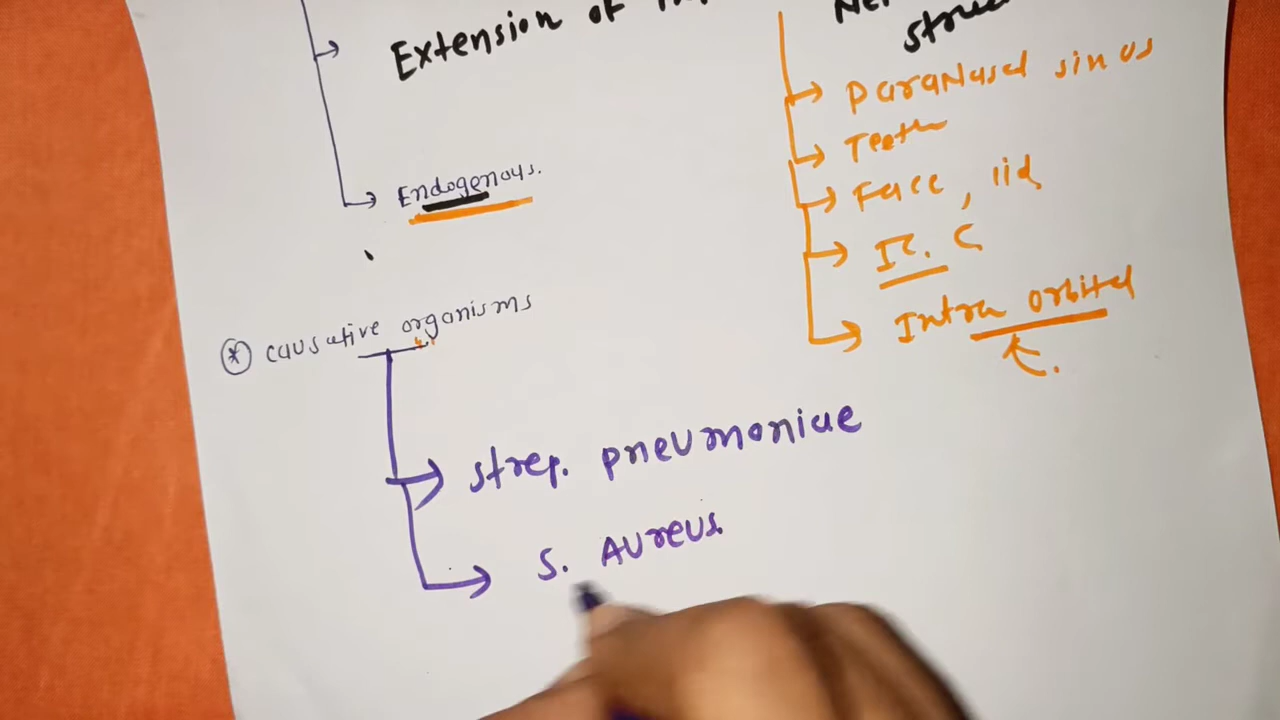 Extension of
Endogenous.
* causative organisms
strep. pneumoniae
S. Aureus
paraNasal sinus
Teeth
Face, lid
Intra orbital